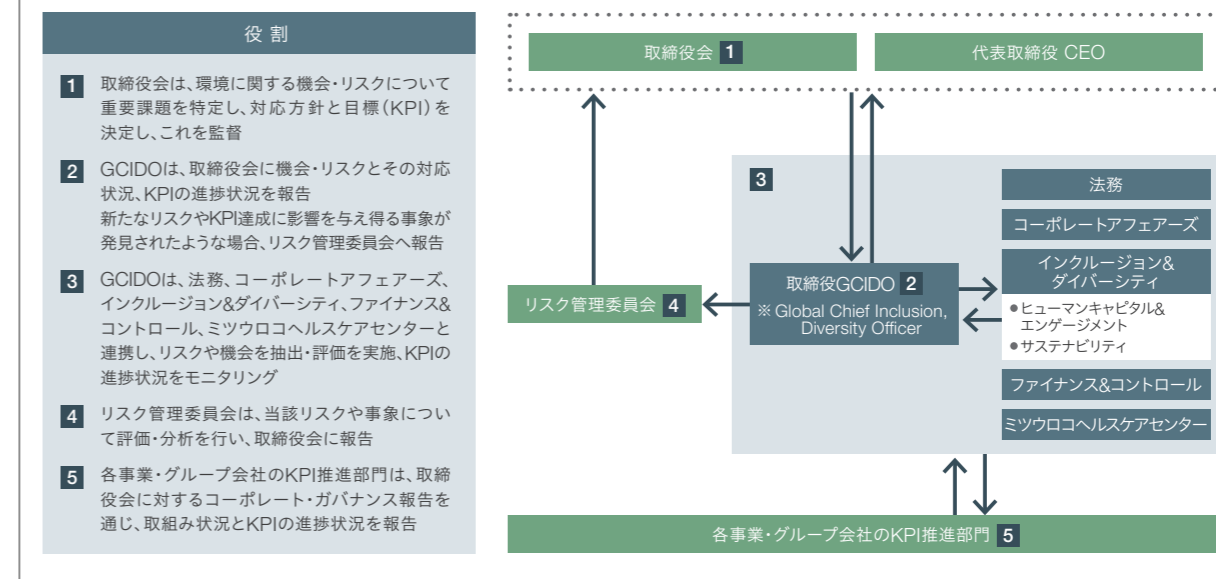 役割
1 取締役会は、環境に関する機会・リスクについて
重要課題を特定し、対応方針と目標（KPI）を
決定し、これを監督
2 GCIDOは、取締役会に機会・リスクとその対応
状況、KPIの進捗状況を報告
新たなリスクやKPI達成に影響を与え得る事象が
発見されたような場合、リスク管理委員会へ報告
3 GCIDOは、法務、コーポレートアフェアーズ、
インクルージョン&ダイバーシティ、ファイナンス&
コントロール、ミツウロコヘルスケアセンターと
連携し、リスクや機会を抽出・評価を実施、KPIの
進捗状況をモニタリング
4 リスク管理委員会は、当該リスクや事象につい
て評価・分析を行い、取締役会に報告
5 各事業・グループ会社のKPI推進部門は、取締
役会に対するコーポレート・ガバナンス報告を
通じ、取組み状況とKPIの進捗状況を報告
取締役会 1
代表取締役 CEO
3
法務
コーポレートアフェアーズ
インクルージョン&
ダイバーシティ
●ヒューマンキャピタル&
エンゲージメント
●サステナビリティ
ファイナンス&コントロール
ミツウロコヘルスケアセンター
取締役GCIDO 2
※Global Chief Inclusion,
Diversity Officer
リスク管理委員会 4
各事業・グループ会社のKPI推進部門 5